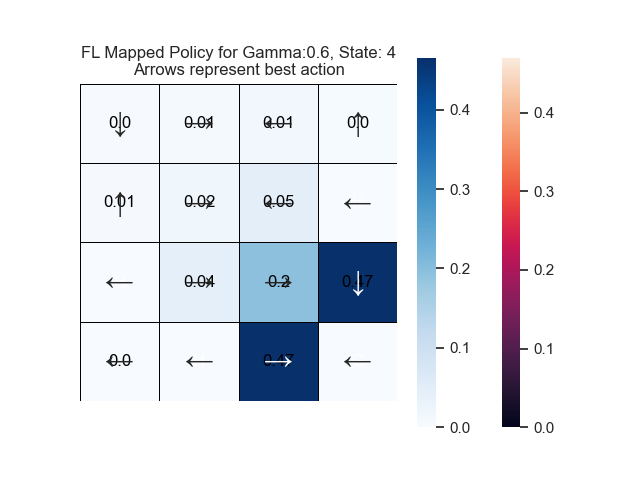 FL Mapped Policy for Gamma:0.6, State: 4
Arrows represent best action
↓ 0.0 → 0.01 ← 0.01 ↑ 0.0
↑ 0.01 → 0.02 ← 0.05 ←
← → 0.04 → 0.2 ↓ 0.47
← 0.0 ← → 0.47 ←
0.4
0.3
0.2
0.1
0.0
0.4
0.3
0.2
0.1
0.0